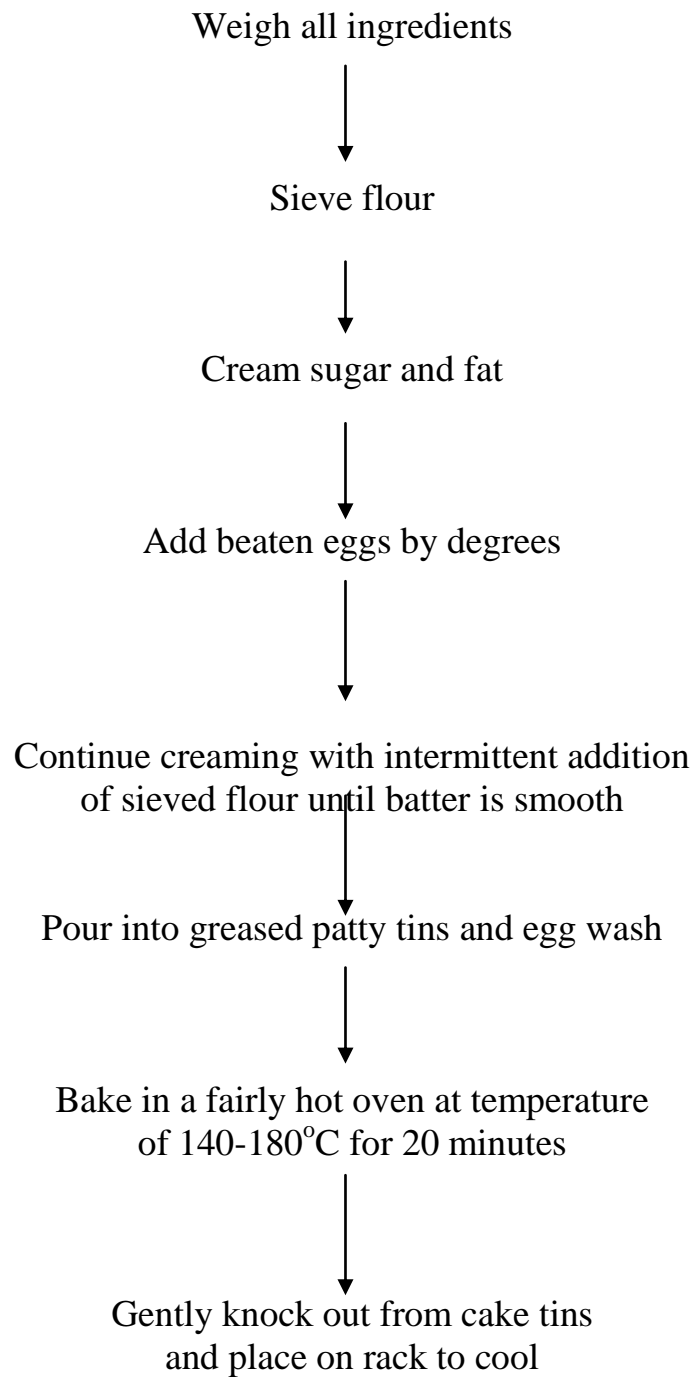 Weigh all ingredients
Sieve flour
Cream sugar and fat
Add beaten eggs by degrees
Continue creaming with intermittent addition
of sieved flour until batter is smooth
Pour into greased patty tins and egg wash
Bake in a fairly hot oven at temperature
of 140-180°C for 20 minutes
Gently knock out from cake tins
and place on rack to cool